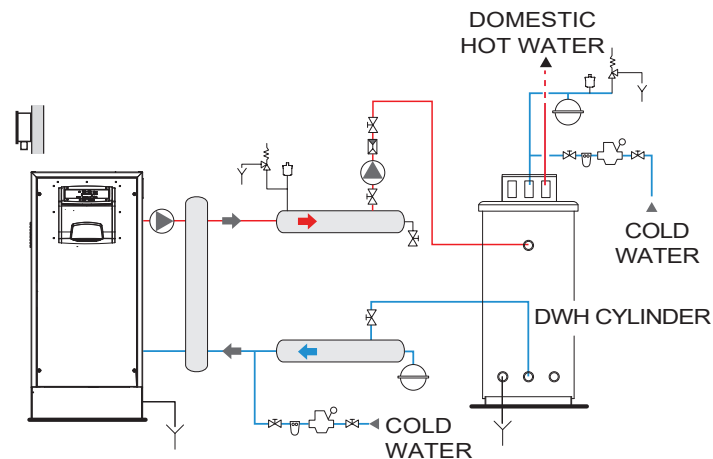 DOMESTIC
HOT WATER
COLD
WATER
DWH CYLINDER
COLD
WATER